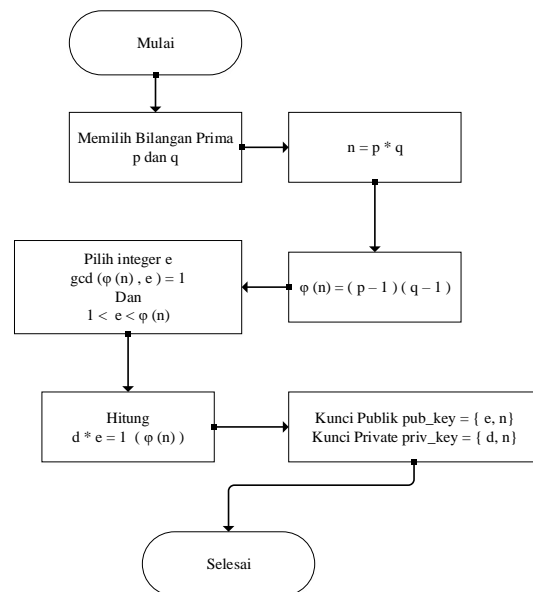 Mulai
Memilih Bilangan Prima
p dan q
n = p * q
φ (n) = ( p – 1 ) ( q – 1 )
Pilih integer e
gcd (φ (n) , e ) = 1
Dan
1 < e < φ (n)
Hitung
d * e = 1 ( φ (n) )
Kunci Publik pub_key = { e, n}
Kunci Private priv_key = { d, n}
Selesai